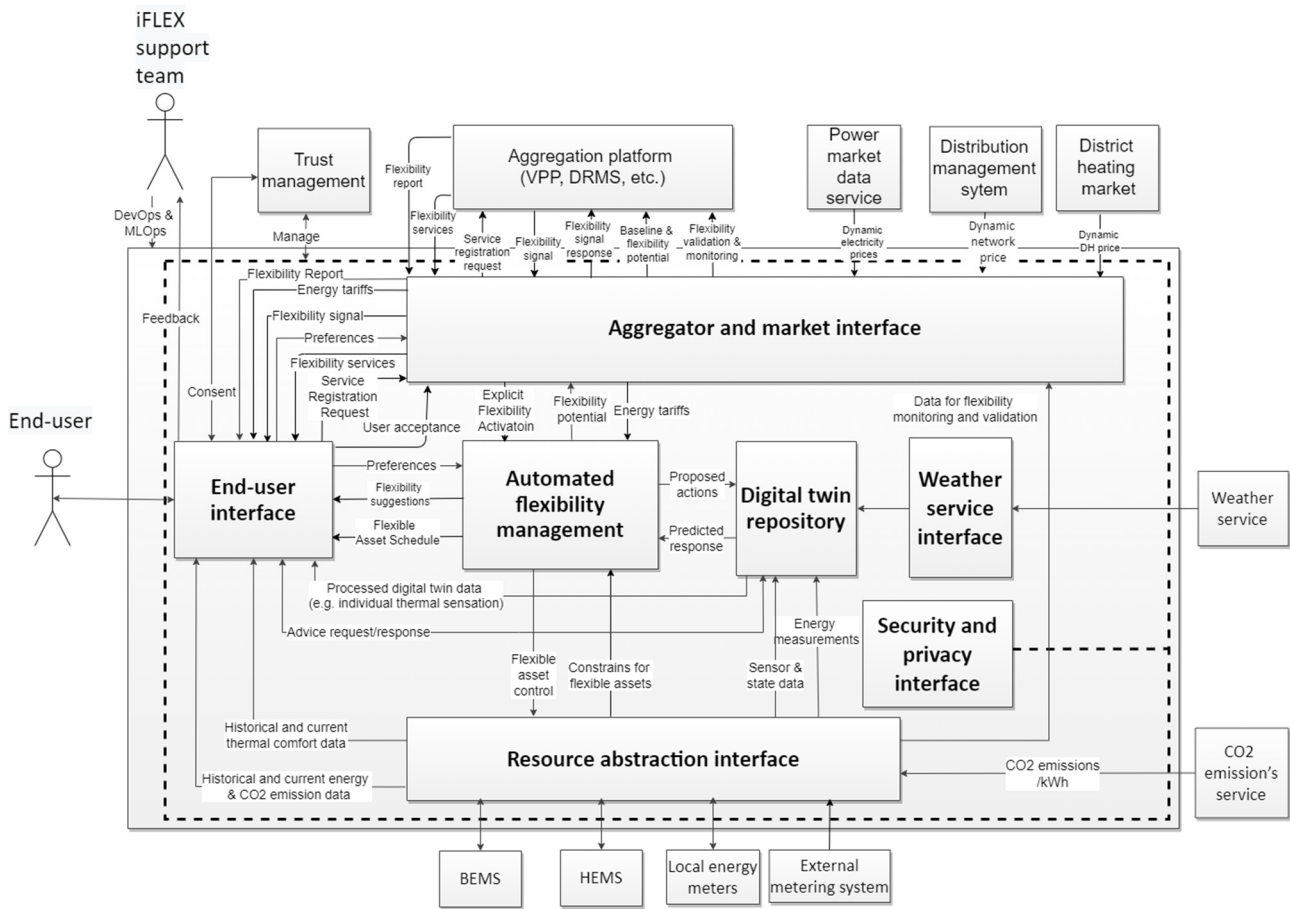 iFLEX
support
team
Trust
management
Aggregation platform
(VPP, DRMS, etc.)
Power
market
data
service
Distribution
management
sytem
District
heating
market
Flexibility
report
Flexibility
services
DevOps &
MLOps
Manage
Service
registration
request
Flexibility
signal
Flexibility
signal
response
Baseline &
flexibility
potential
Flexibility
validation &
monitoring
Dynamic
electricity
prices
Dynamic
network
price
Dynamic
DH price
Flexibility Report
Energy tariffs
Feedback
Flexibility signal
Preferences
Aggregator and market interface
Flexibility services
Service
Registration
Request
Consent
User acceptance
Explicit
Flexibility
Activatoin
Flexibility
potential
Energy tariffs
Data for flexibility
monitoring and validation
End-user
End-user
interface
Preferences
Flexibility
suggestions
Flexible
Asset Schedule
Automated
flexibility
management
Proposed
actions
Predicted
response
Digital twin
repository
Weather
service
interface
Weather
service
Processed digital twin data
(e.g. individual thermal sensation)
Advice request/response
Energy
measurements
Security and
privacy
interface
Flexible
asset
control
Constrains for
flexible assets
Sensor &
state data
Historical and current
thermal comfort data
Resource abstraction interface
Historical and current energy
& CO2 emission data
CO2 emissions
/kWh
CO2
emission's
service
BEMS
HEMS
Local energy
meters
External
metering system